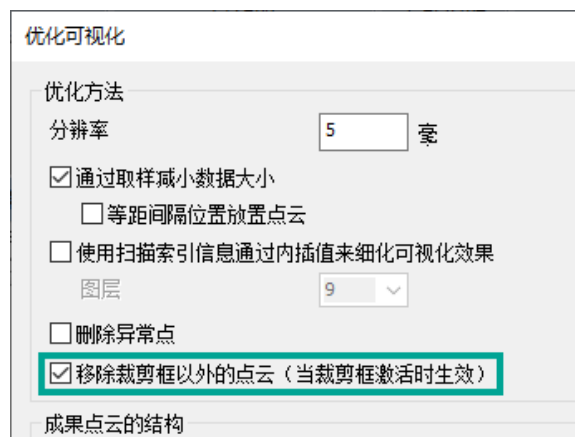 优化可视化
优化方法
分辨率 5 毫
通过取样减小数据大小
等距间隔位置放置点云
使用扫描索引信息通过内插值来细化可视化效果
图层 9
删除异常点
移除裁剪框以外的点云（当裁剪框激活时生效）
成果点云的结构